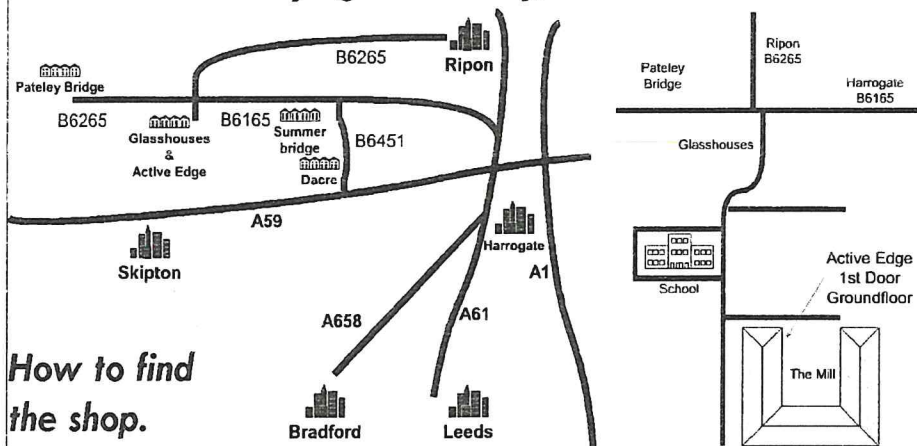 Ripon
B6265
Pateley Bridge
B6265
Glasshouses
&
Active Edge
B6165
Summer
bridge
B6451
Dacre
A59
Skipton
Harrogate
A1
A658
A61
How to find
the shop.
Bradford
Leeds
Ripon
B6265
Pateley
Bridge
Harrogate
B6165
Glasshouses
School
Active Edge
1st Door
Groundfloor
The Mill